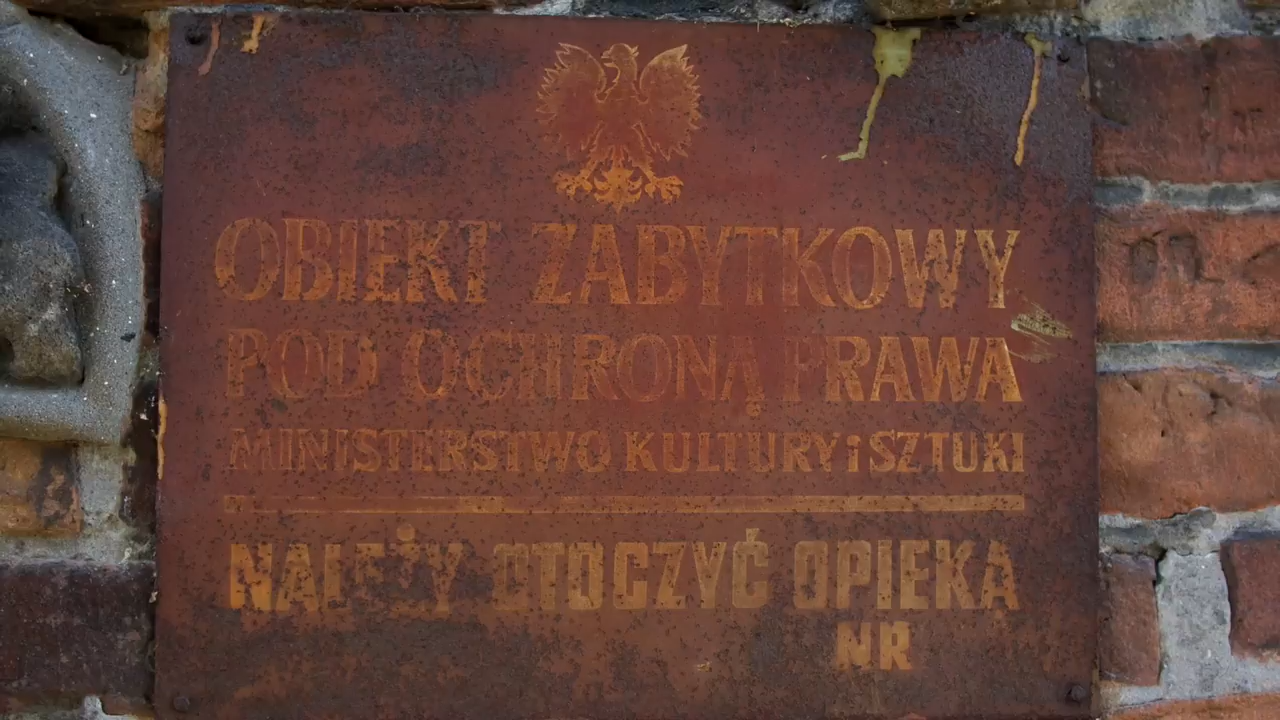 OBIEKT ZABYTKOWY
POD OCHRONĄ PRAWA
MINISTERSTWO KULTURY i SZTUKI
NALEŻY OTOCZYĆ OPIEKĄ
NR